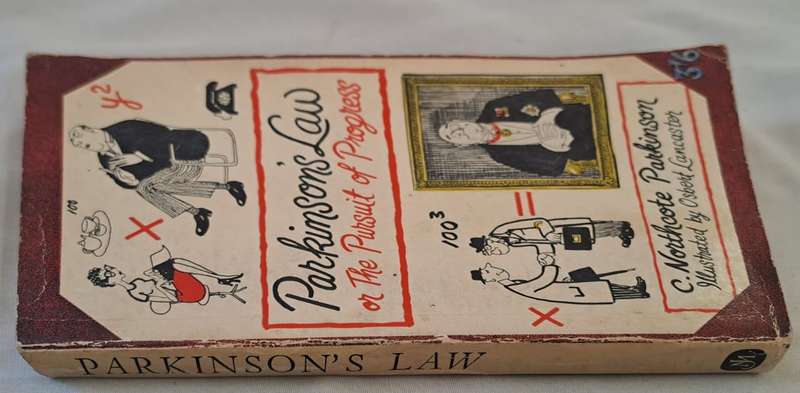 100
y²
×
Parkinson's Law
or The Pursuit of Progress
100³
× =
C. Northcote Parkinson
Illustrated by Osbert Lancaster
3'6
PARKINSON'S LAW